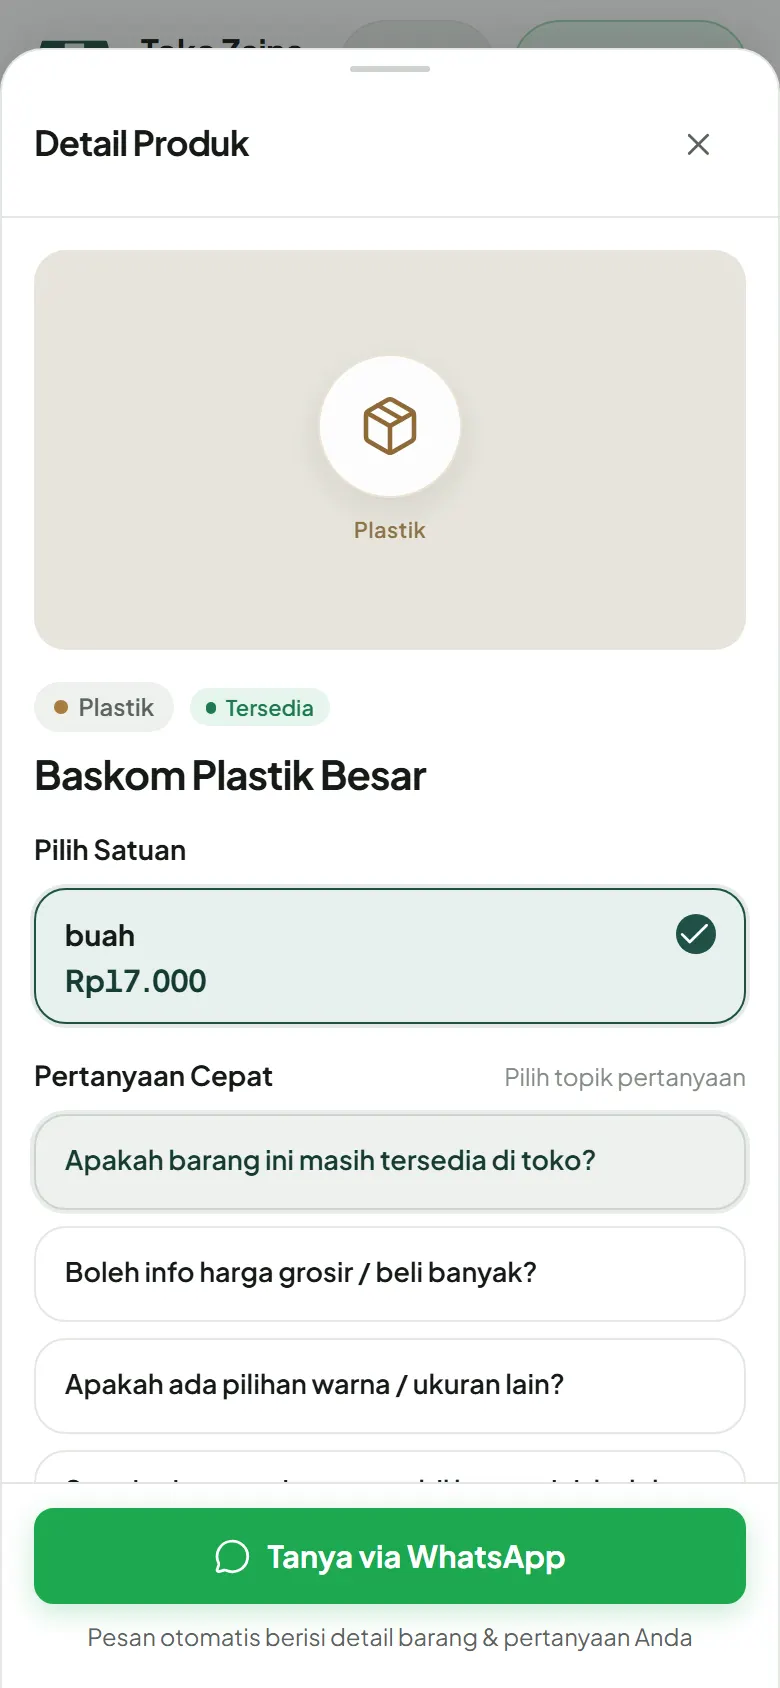 Detail Produk
Plastik
Plastik
Tersedia
Baskom Plastik Besar
Pilih Satuan
buah
Rp17.000
Pertanyaan Cepat
Pilih topik pertanyaan
Apakah barang ini masih tersedia di toko?
Boleh info harga grosir / beli banyak?
Apakah ada pilihan warna / ukuran lain?
Tanya via WhatsApp
Pesan otomatis berisi detail barang & pertanyaan Anda